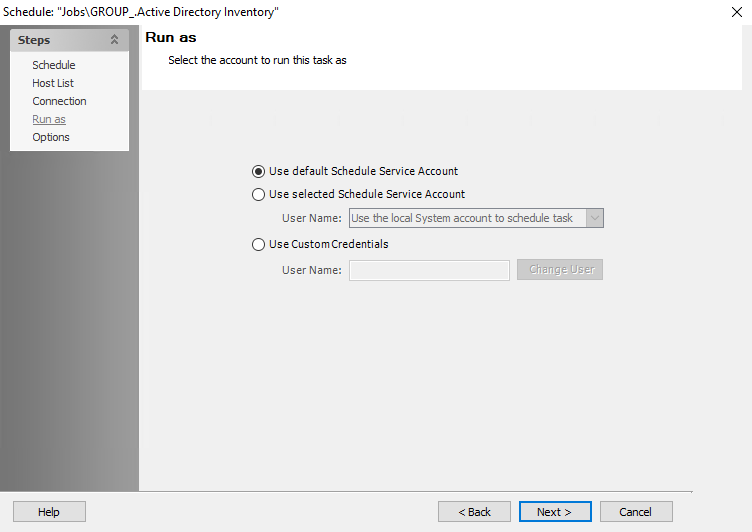 Schedule: "Jobs\GROUP_.Active Directory Inventory"
Steps
Schedule
Host List
Connection
Run as
Options
Run as
Select the account to run this task as
Use default Schedule Service Account
Use selected Schedule Service Account
User Name: Use the local System account to schedule task
Use Custom Credentials
User Name: Change User
Help < Back Next > Cancel